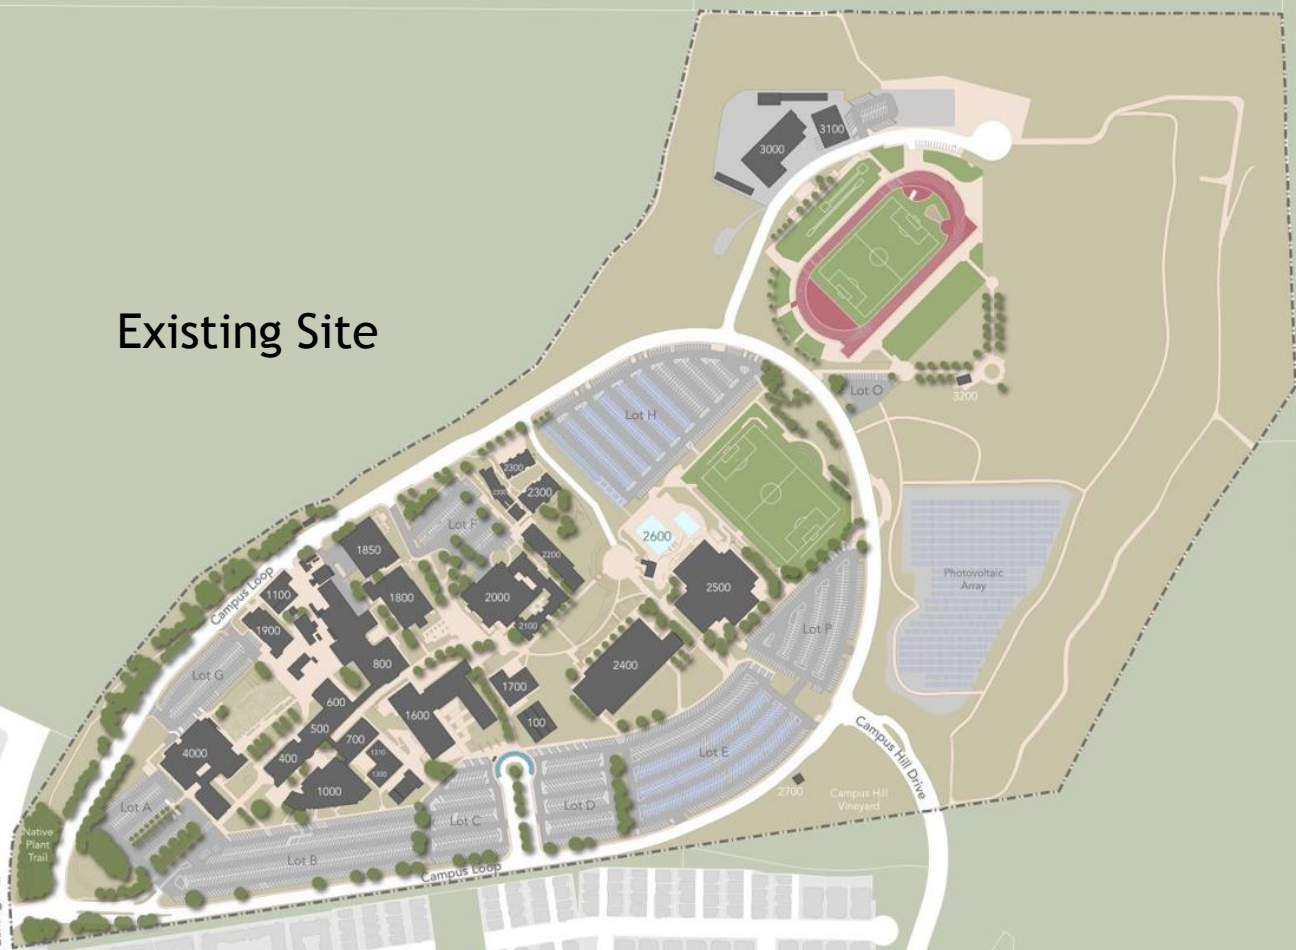 3100
3000
Existing Site
Lot O
3200
Lot H
2300
2300
Lot F
2600
1850
2200
Photovoltaic
Array
2500
Campus Loop
1100
1800
2000
2100
1900
Lot P
800
2400
Lot G
1700
600
1600
100
500
700
Campus Hill Drive
4000
400
1310
Lot E
1300
1000
2700
Campus Hill
Vineyard
Lot A
Lot D
Lot C
Native
Plant
Trail
Lot B
Campus Loop